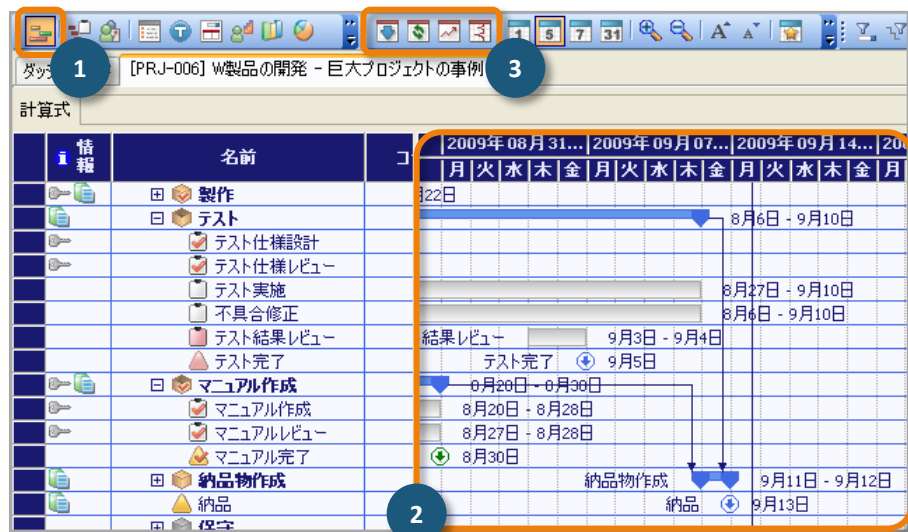 1 5 7 31 A A
ダッ 1 [PRJ-006] W製品の開発 - 巨大プロジェクトの事例 3
計算式
情報 名前 コ 2009年 08月 31... 2009年 09月 07... 2009年 09月 14... 20
月 火 水 木 金 月 火 水 木 金 月 火 水 木 金 月
製作 22日
テスト 8月6日 - 9月10日
テスト仕様設計
テスト仕様レビュー
テスト実施 8月27日 - 9月10日
不具合修正 8月6日 - 9月10日
テスト結果レビュー 結果レビュー 9月3日 - 9月4日
テスト完了 テスト完了 9月5日
マニュアル作成 8月20日 - 8月30日
マニュアル作成 8月20日 - 8月28日
マニュアルレビュー 8月27日 - 8月28日
マニュアル完了 8月30日
納品物作成 納品物作成 9月11日 - 9月12日
納品 納品 9月13日
保守
2